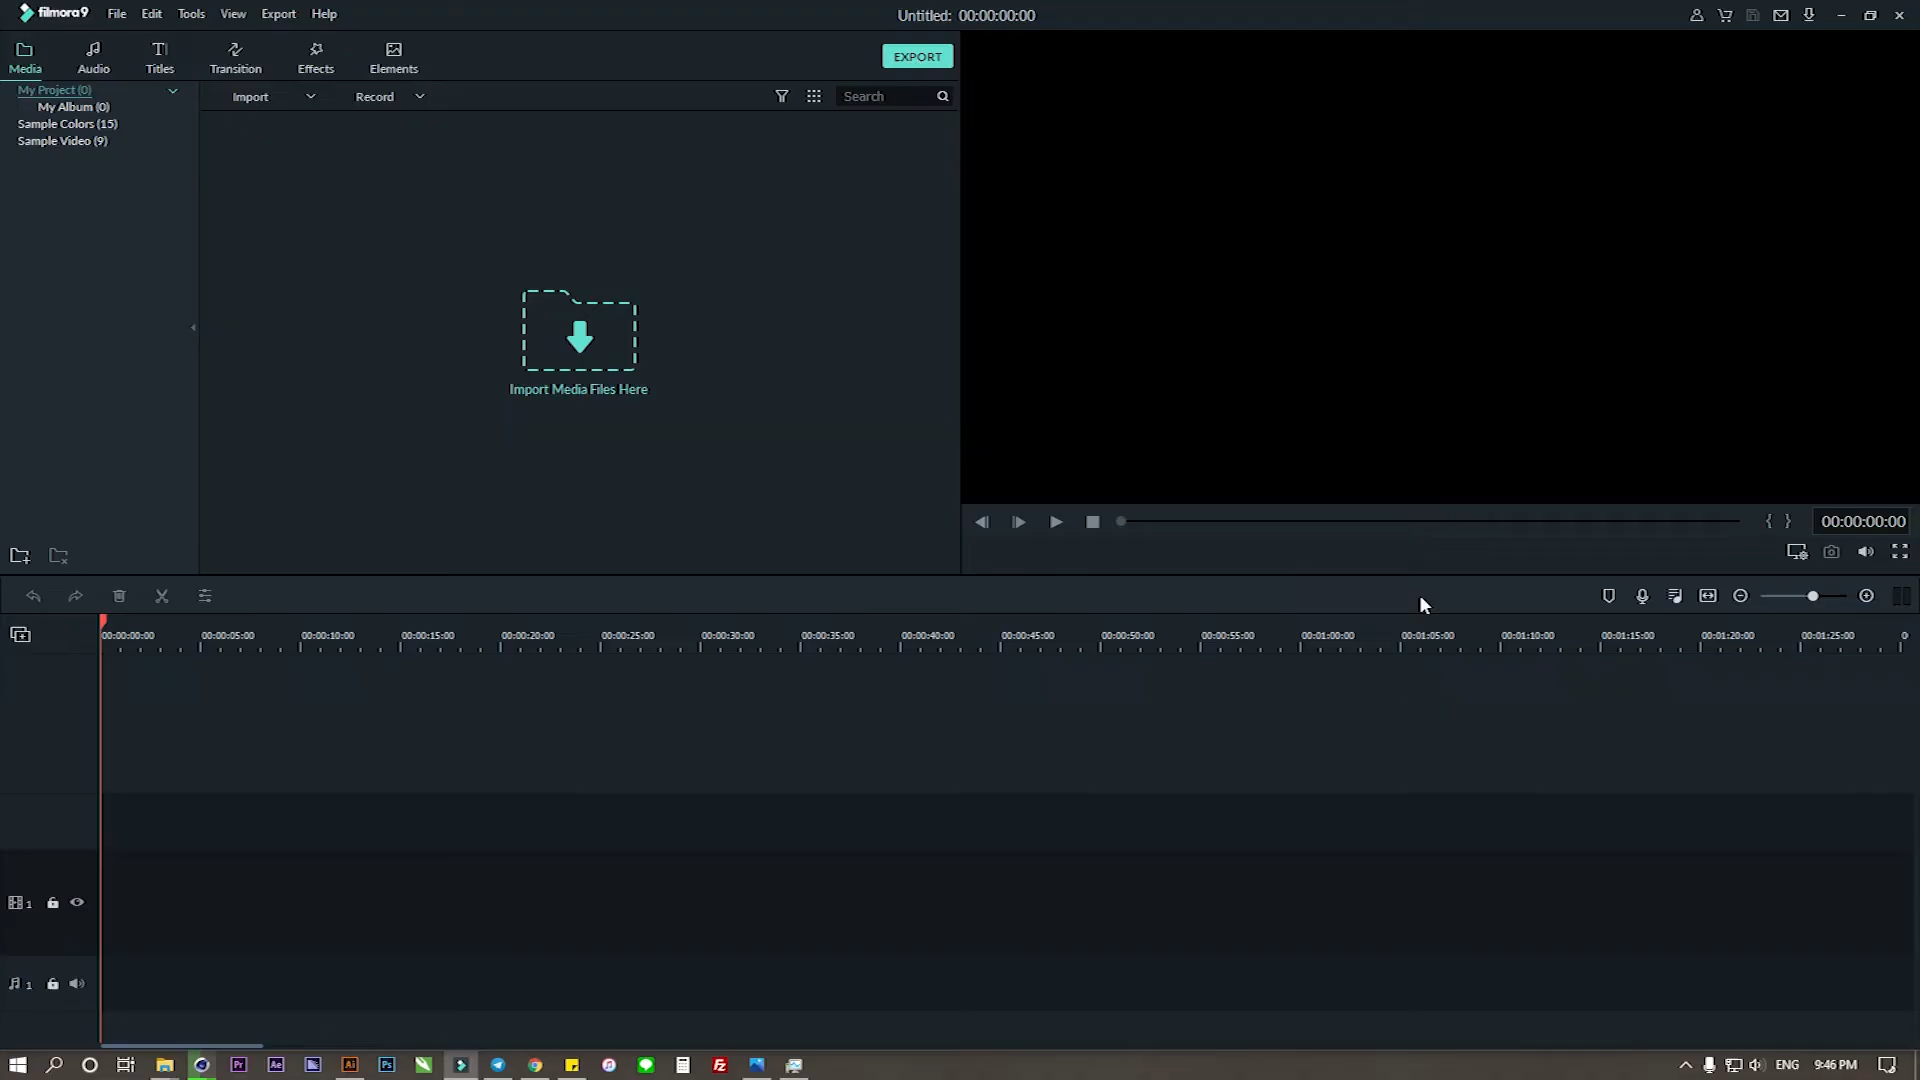 filmora9 File Edit Tools View Export Help Untitled: 00:00:00:00
Media Audio Titles Transition Effects Elements EXPORT
My Project (0) Import Record Search
My Album (0)
Sample Colors (15)
Sample Video (9)
Import Media Files Here
{ } 00:00:00:00
00:00:00:00 00:00:05:00 00:00:10:00 00:00:15:00 00:00:20:00 00:00:25:00 00:00:30:00 00:00:35:00 00:00:40:00 00:00:45:00 00:00:50:00 00:00:55:00 00:01:00:00 00:01:05:00 00:01:10:00 00:01:15:00 00:01:20:00 00:01:25:00 0
1
1
Pr Ae Ai Ps Fz ENG 9:46 PM